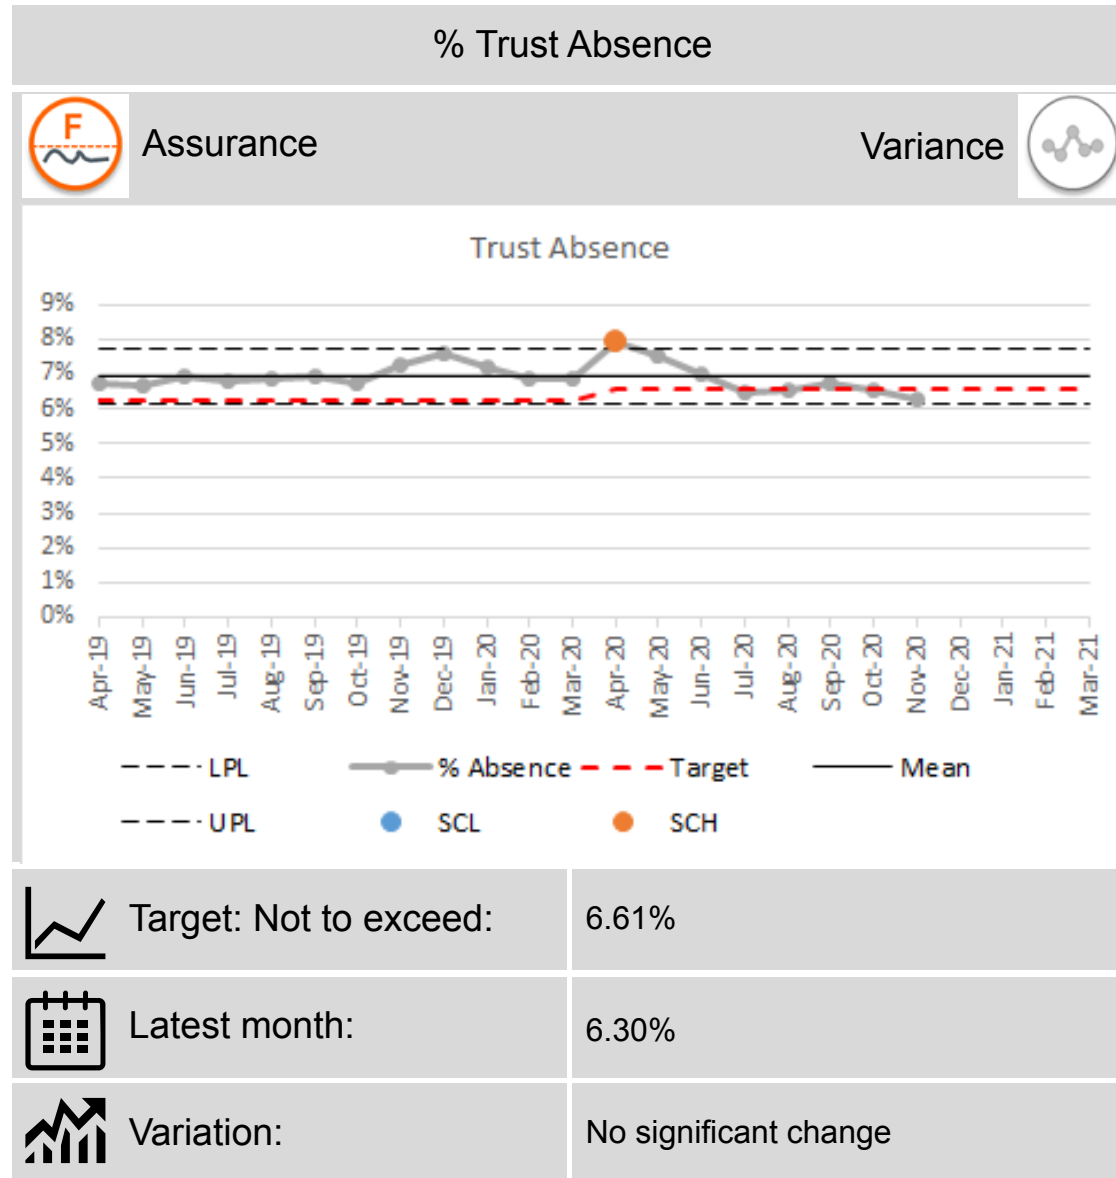 % Trust Absence
F
Assurance
Variance
Trust Absence
9%
8%
7%
6%
5%
4%
3%
2%
1%
0%
Apr-19
May-19
Jun-19
Jul-19
Aug-19
Sep-19
Oct-19
Nov-19
Dec-19
Jan-20
Feb-20
Mar-20
Apr-20
May-20
Jun-20
Jul-20
Aug-20
Sep-20
Oct-20
Nov-20
Dec-20
Jan-21
Feb-21
Mar-21
LPL % Absence Target Mean
UPL SCL SCH
Target: Not to exceed: 6.61%
Latest month: 6.30%
Variation: No significant change